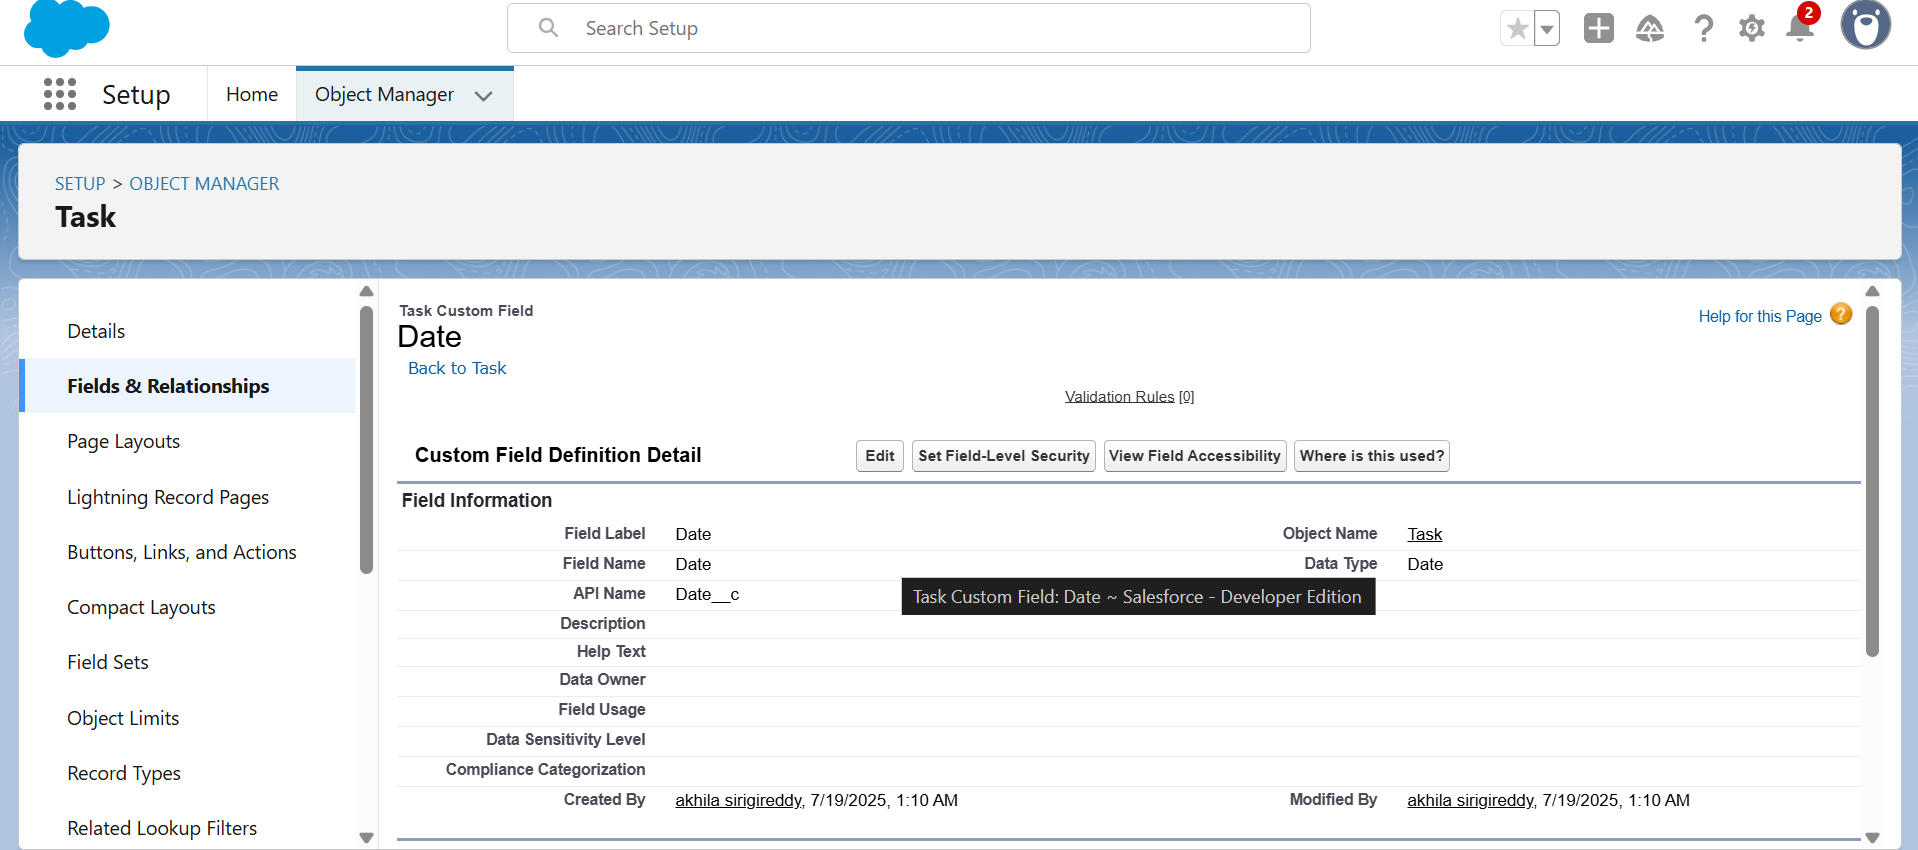 Search Setup
2
Setup
Home
Object Manager
SETUP > OBJECT MANAGER
Task
Details
Fields & Relationships
Page Layouts
Lightning Record Pages
Buttons, Links, and Actions
Compact Layouts
Field Sets
Object Limits
Record Types
Related Lookup Filters
Task Custom Field
Date
Back to Task
Help for this Page ?
Validation Rules [0]
Custom Field Definition Detail
Edit
Set Field-Level Security
View Field Accessibility
Where is this used?
Field Information
Field Label Date Object Name Task
Field Name Date Data Type Date
API Name Date__c
Task Custom Field: Date ~ Salesforce - Developer Edition
Description
Help Text
Data Owner
Field Usage
Data Sensitivity Level
Compliance Categorization
Created By akhila sirigireddy, 7/19/2025, 1:10 AM Modified By akhila sirigireddy, 7/19/2025, 1:10 AM